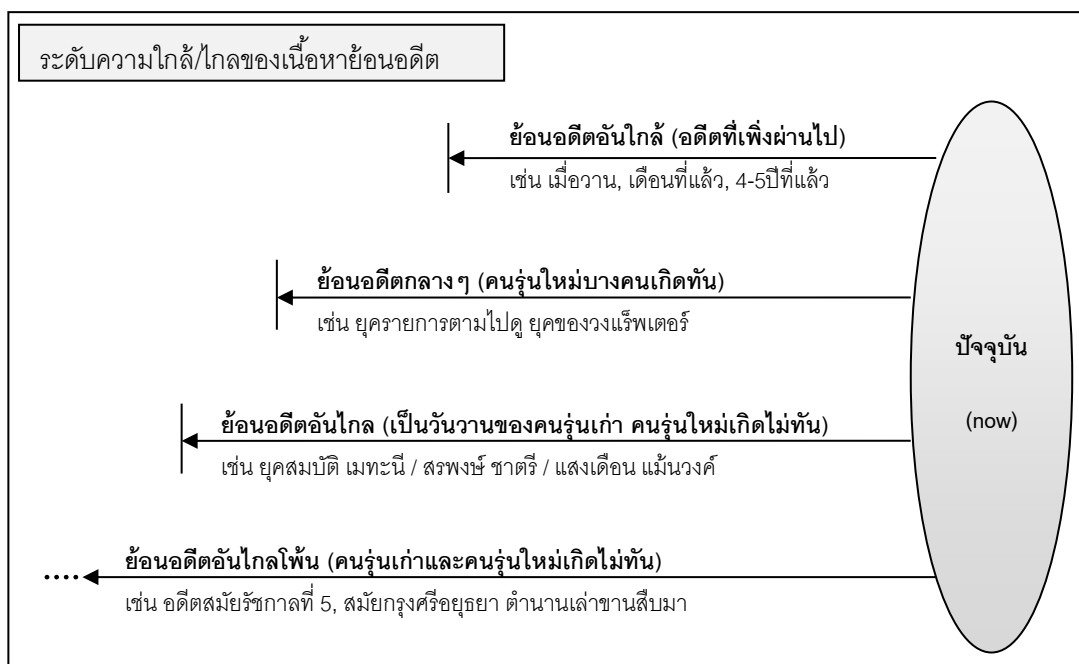 ระดับความใกล้/ไกลของเนื้อหาย้อนอดีต
ย้อนอดีตอันใกล้ (อดีตที่เพิ่งผ่านไป)
เช่น เมื่อวาน, เดือนที่แล้ว, 4-5ปีที่แล้ว
ย้อนอดีตกลางๆ (คนรุ่นใหม่บางคนเกิดทัน)
เช่น ยุครายการตามไปดู ยุคของวงแร็พเตอร์
ย้อนอดีตอันไกล (เป็นวันวานของคนรุ่นเก่า คนรุ่นใหม่เกิดไม่ทัน)
เช่น ยุคสมบัติ เมทะนี / สรพงษ์ ชาตรี / แสงเดือน แม้นวงค์
ย้อนอดีตอันไกลโพ้น (คนรุ่นเก่าและคนรุ่นใหม่เกิดไม่ทัน)
เช่น อดีตสมัยรัชกาลที่ 5, สมัยกรุงศรีอยุธยา ตำนานเล่าขานสืบมา
ปัจจุบัน
(now)